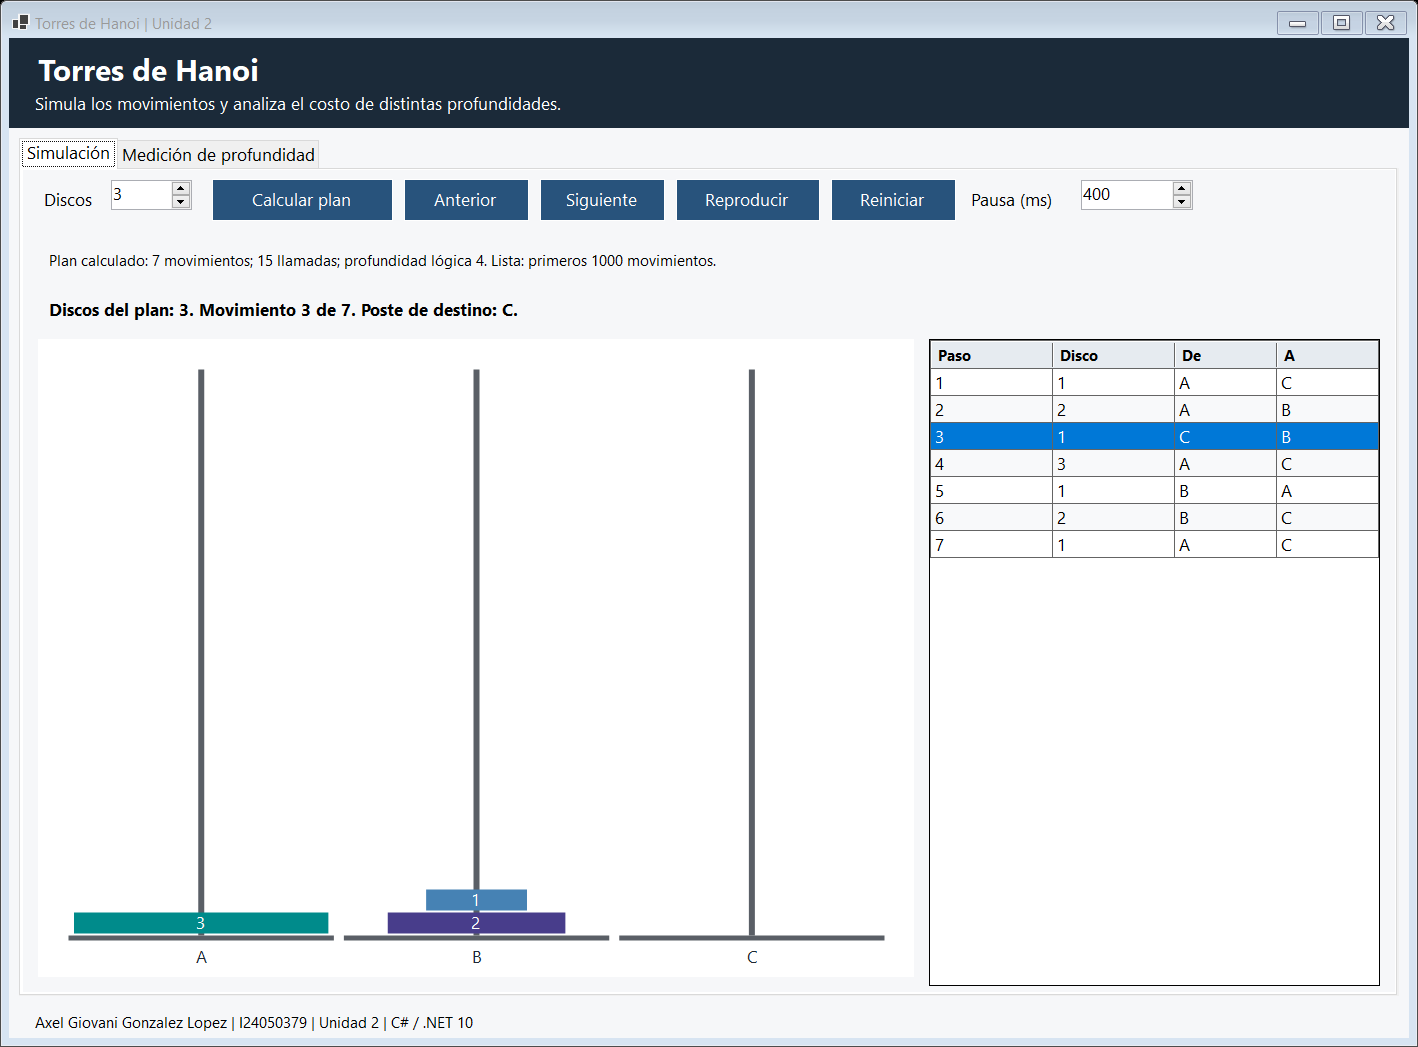 Torres de Hanoi | Unidad 2
Torres de Hanoi
Simula los movimientos y analiza el costo de distintas profundidades.
Simulación Medición de profundidad
Discos 3 Calcular plan Anterior Siguiente Reproducir Reiniciar Pausa (ms) 400
Plan calculado: 7 movimientos; 15 llamadas; profundidad lógica 4. Lista: primeros 1000 movimientos.
Discos del plan: 3. Movimiento 3 de 7. Poste de destino: C.
Paso Disco De A
1 1 A C
2 2 A B
3 1 C B
4 3 A C
5 1 B A
6 2 B C
7 1 A C
1
3 2
A B C
Axel Giovani Gonzalez Lopez | I24050379 | Unidad 2 | C# / .NET 10